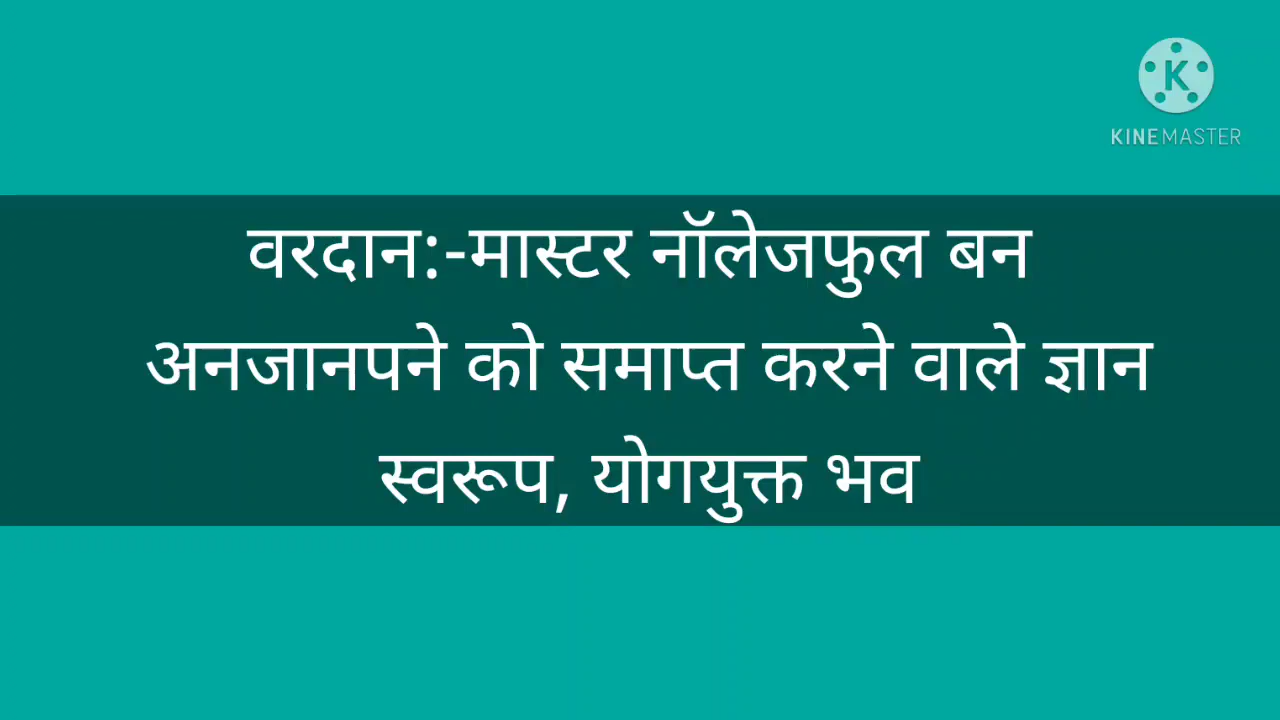 KINEMASTER
वरदान:-मास्टर नॉलेजफुल बन
अनजानपने को समाप्त करने वाले ज्ञान
स्वरूप, योगयुक्त भव